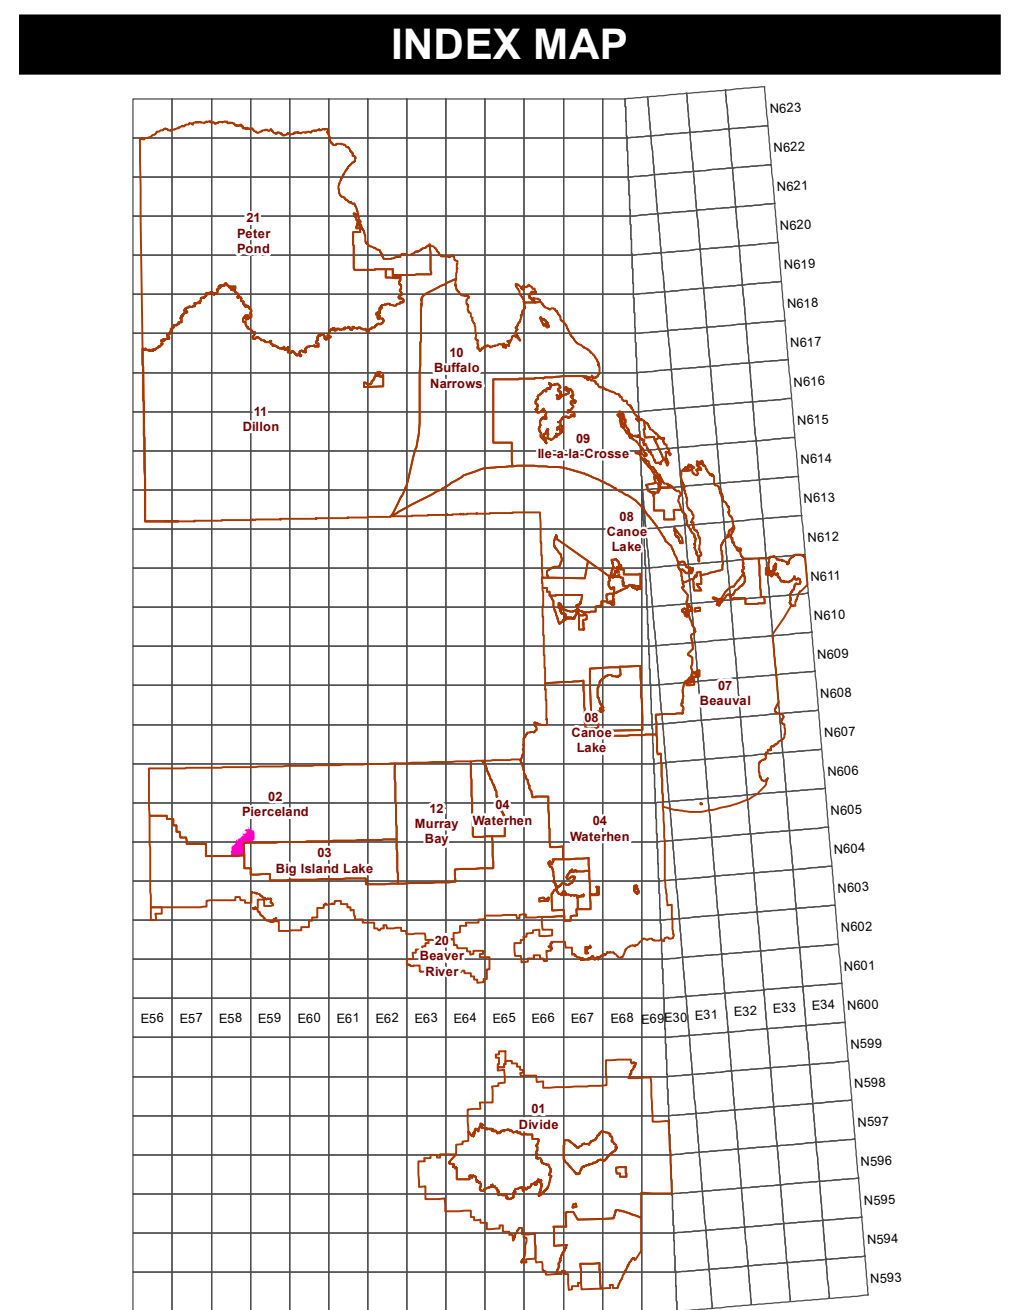 INDEX MAP
N623
N622
N621
N620
N619
N618
N617
N616
N615
N614
N613
N612
N611
N610
N609
N608
N607
N606
N605
N604
N603
N602
N601
N600
N599
N598
N597
N596
N595
N594
N593
21
Peter
Pond
10
Buffalo
Narrows
11
Dillon
09
Ile-a-la-Crosse
08
Canoe
Lake
07
Beauval
08
Canoe
Lake
02
Pierceland
12
Murray
Bay
04
Waterhen
04
Waterhen
03
Big Island Lake
20
Beaver
River
E56 E57 E58 E59 E60 E61 E62 E63 E64 E65 E66 E67 E68 E69 E30 E31 E32 E33 E34
01
Divide